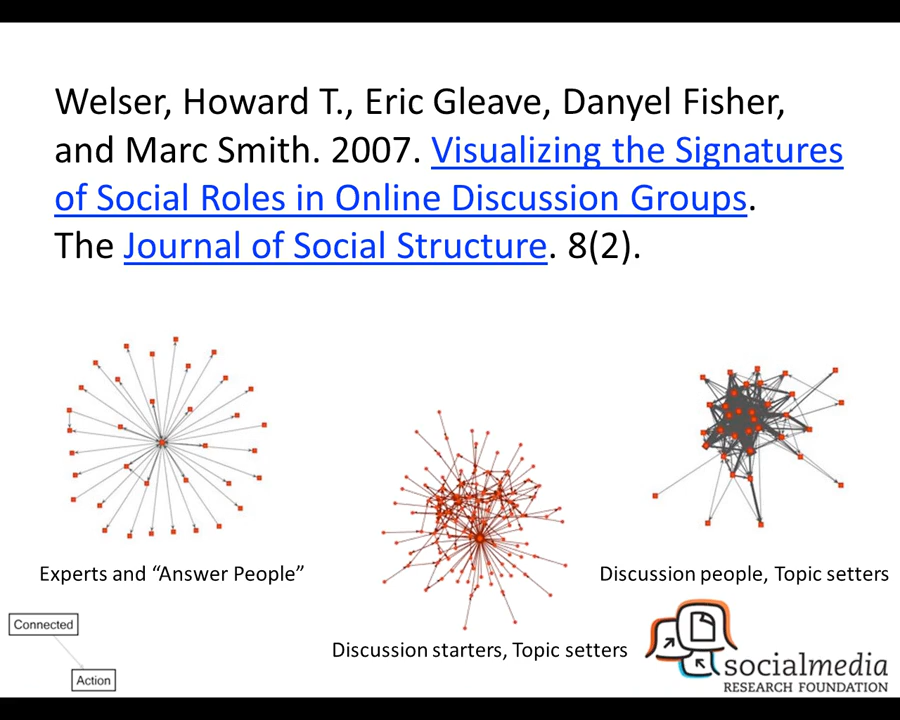 Welser, Howard T., Eric Gleave, Danyel Fisher,
and Marc Smith. 2007. Visualizing the Signatures
of Social Roles in Online Discussion Groups.
The Journal of Social Structure. 8(2).
Experts and “Answer People”
Discussion people, Topic setters
Discussion starters, Topic setters
Connected
Action
socialmedia
RESEARCH FOUNDATION